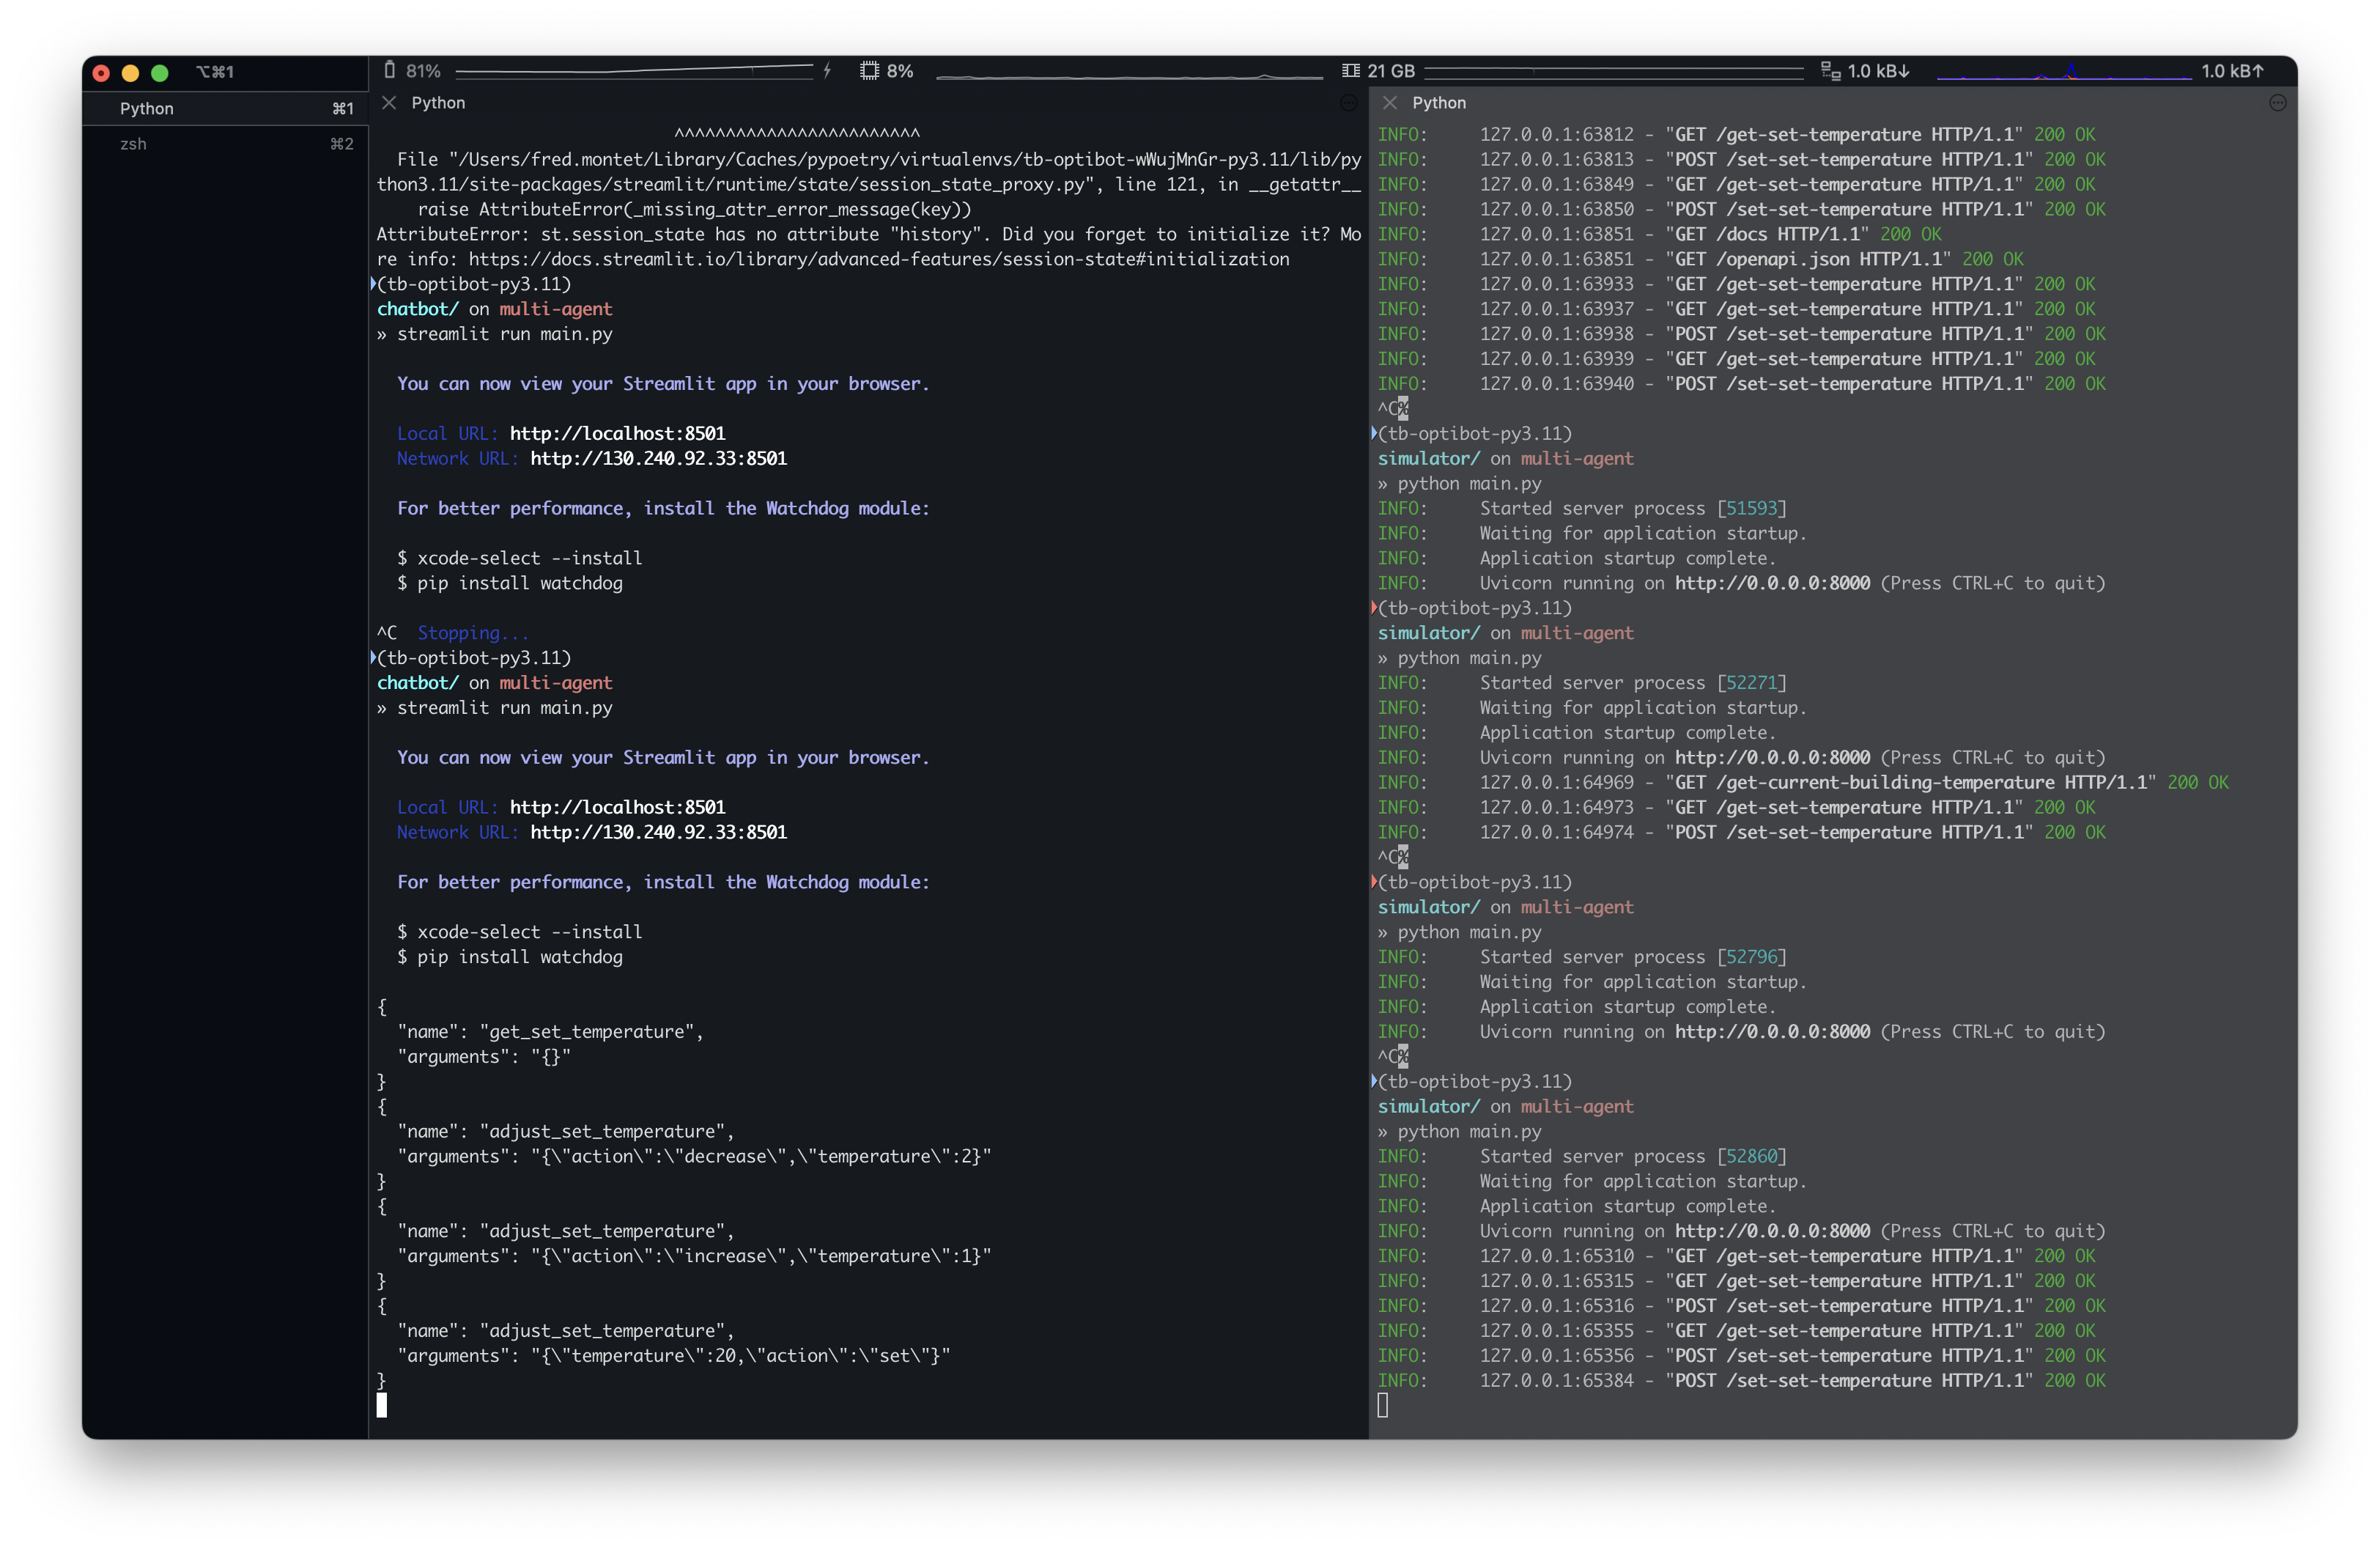 ⌥⌘1
81%
8%
21 GB
1.0 kB↓
1.0 kB↑
Python ⌘1
zsh ⌘2
Python
^^^^^^^^^^^^^^^^^^^^^^^^
File "/Users/fred.montet/Library/Caches/pypoetry/virtualenvs/tb-optibot-wWujMnGr-py3.11/lib/py
thon3.11/site-packages/streamlit/runtime/state/session_state_proxy.py", line 121, in __getattr__
raise AttributeError(_missing_attr_error_message(key))
AttributeError: st.session_state has no attribute "history". Did you forget to initialize it? Mo
re info: https://docs.streamlit.io/library/advanced-features/session-state#initialization
(tb-optibot-py3.11)
chatbot/ on multi-agent
» streamlit run main.py
You can now view your Streamlit app in your browser.
Local URL: http://localhost:8501
Network URL: http://130.240.92.33:8501
For better performance, install the Watchdog module:
$ xcode-select --install
$ pip install watchdog
^C  Stopping...
(tb-optibot-py3.11)
chatbot/ on multi-agent
» streamlit run main.py
You can now view your Streamlit app in your browser.
Local URL: http://localhost:8501
Network URL: http://130.240.92.33:8501
For better performance, install the Watchdog module:
$ xcode-select --install
$ pip install watchdog
{
"name": "get_set_temperature",
"arguments": "{}"
}
{
"name": "adjust_set_temperature",
"arguments": "{\"action\":\"decrease\",\"temperature\":2}"
}
{
"name": "adjust_set_temperature",
"arguments": "{\"action\":\"increase\",\"temperature\":1}"
}
{
"name": "adjust_set_temperature",
"arguments": "{\"temperature\":20,\"action\":\"set\"}"
}
Python
INFO: 127.0.0.1:63812 - "GET /get-set-temperature HTTP/1.1" 200 OK
INFO: 127.0.0.1:63813 - "POST /set-set-temperature HTTP/1.1" 200 OK
INFO: 127.0.0.1:63849 - "GET /get-set-temperature HTTP/1.1" 200 OK
INFO: 127.0.0.1:63850 - "POST /set-set-temperature HTTP/1.1" 200 OK
INFO: 127.0.0.1:63851 - "GET /docs HTTP/1.1" 200 OK
INFO: 127.0.0.1:63851 - "GET /openapi.json HTTP/1.1" 200 OK
INFO: 127.0.0.1:63933 - "GET /get-set-temperature HTTP/1.1" 200 OK
INFO: 127.0.0.1:63937 - "GET /get-set-temperature HTTP/1.1" 200 OK
INFO: 127.0.0.1:63938 - "POST /set-set-temperature HTTP/1.1" 200 OK
INFO: 127.0.0.1:63939 - "GET /get-set-temperature HTTP/1.1" 200 OK
INFO: 127.0.0.1:63940 - "POST /set-set-temperature HTTP/1.1" 200 OK
^C%
(tb-optibot-py3.11)
simulator/ on multi-agent
» python main.py
INFO: Started server process [51593]
INFO: Waiting for application startup.
INFO: Application startup complete.
INFO: Uvicorn running on http://0.0.0.0:8000 (Press CTRL+C to quit)
(tb-optibot-py3.11)
simulator/ on multi-agent
» python main.py
INFO: Started server process [52271]
INFO: Waiting for application startup.
INFO: Application startup complete.
INFO: Uvicorn running on http://0.0.0.0:8000 (Press CTRL+C to quit)
INFO: 127.0.0.1:64969 - "GET /get-current-building-temperature HTTP/1.1" 200 OK
INFO: 127.0.0.1:64973 - "GET /get-set-temperature HTTP/1.1" 200 OK
INFO: 127.0.0.1:64974 - "POST /set-set-temperature HTTP/1.1" 200 OK
^C%
(tb-optibot-py3.11)
simulator/ on multi-agent
» python main.py
INFO: Started server process [52796]
INFO: Waiting for application startup.
INFO: Application startup complete.
INFO: Uvicorn running on http://0.0.0.0:8000 (Press CTRL+C to quit)
^C%
(tb-optibot-py3.11)
simulator/ on multi-agent
» python main.py
INFO: Started server process [52860]
INFO: Waiting for application startup.
INFO: Application startup complete.
INFO: Uvicorn running on http://0.0.0.0:8000 (Press CTRL+C to quit)
INFO: 127.0.0.1:65310 - "GET /get-set-temperature HTTP/1.1" 200 OK
INFO: 127.0.0.1:65315 - "GET /get-set-temperature HTTP/1.1" 200 OK
INFO: 127.0.0.1:65316 - "POST /set-set-temperature HTTP/1.1" 200 OK
INFO: 127.0.0.1:65355 - "GET /get-set-temperature HTTP/1.1" 200 OK
INFO: 127.0.0.1:65356 - "POST /set-set-temperature HTTP/1.1" 200 OK
INFO: 127.0.0.1:65384 - "POST /set-set-temperature HTTP/1.1" 200 OK